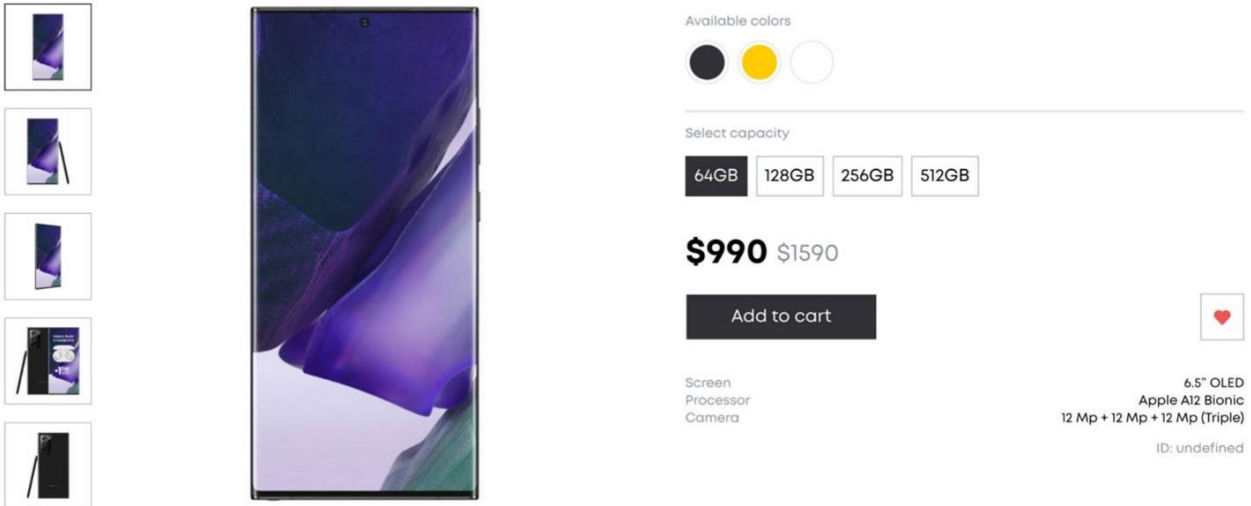 Available colors
Select capacity
64GB 128GB 256GB 512GB
$990 $1590
Add to cart
Screen 6.5" OLED
Processor Apple A12 Bionic
Camera 12 Mp + 12 Mp + 12 Mp (Triple)
ID: undefined